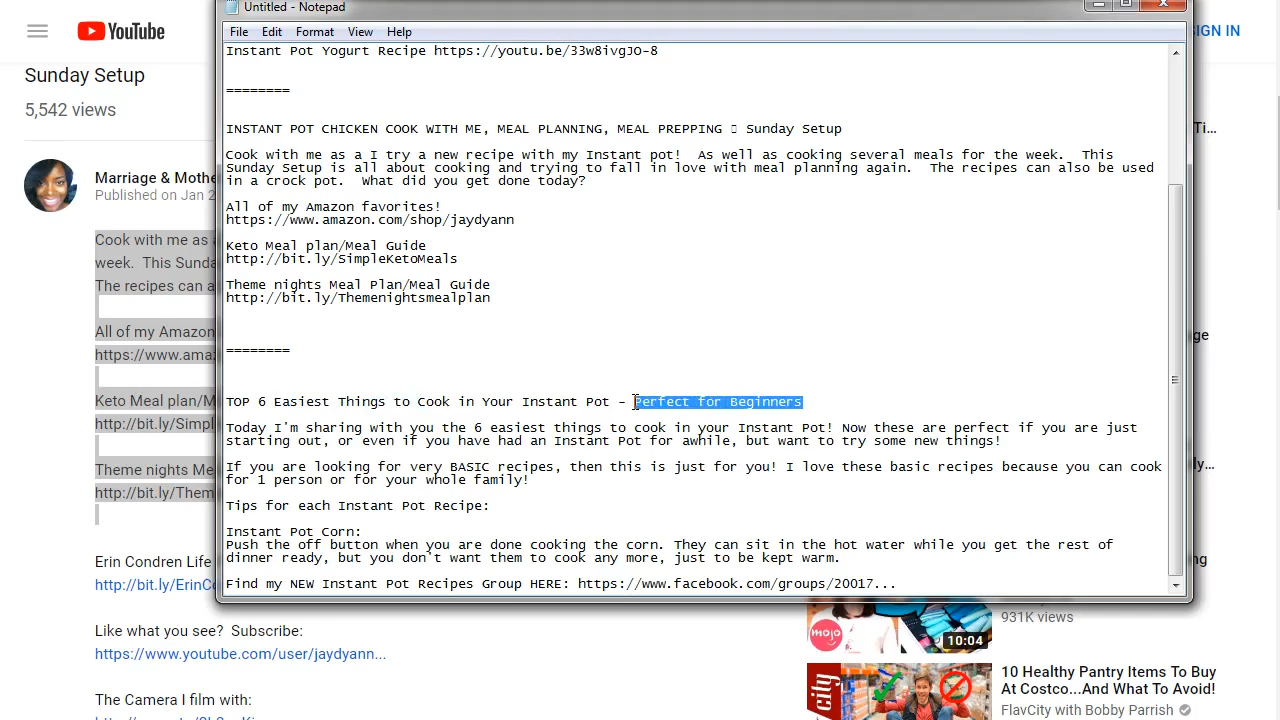 Untitled - Notepad
File Edit Format View Help
YouTube
SIGN IN
Sunday Setup
5,542 views
Marriage & Mothe
Published on Jan 2
Cook with me as a
week. This Sunda
The recipes can a
All of my Amazon
https://www.ama
Keto Meal plan/M
http://bit.ly/Simpl
Theme nights Me
http://bit.ly/Them
Erin Condren Life
http://bit.ly/ErinCo
Like what you see? Subscribe:
https://www.youtube.com/user/jaydyann...
The Camera I film with:
Instant Pot Yogurt Recipe https://youtu.be/33w8ivgJO-8
========
INSTANT POT CHICKEN COOK WITH ME, MEAL PLANNING, MEAL PREPPING Sunday Setup
Cook with me as a I try a new recipe with my Instant pot! As well as cooking several meals for the week. This
Sunday Setup is all about cooking and trying to fall in love with meal planning again. The recipes can also be used
in a crock pot. What did you get done today?
All of my Amazon favorites!
https://www.amazon.com/shop/jaydyann
Keto Meal plan/Meal Guide
http://bit.ly/SimpleKetoMeals
Theme nights Meal Plan/Meal Guide
http://bit.ly/Themenightsmealplan
========
TOP 6 Easiest Things to Cook in Your Instant Pot - Perfect for Beginners
Today I'm sharing with you the 6 easiest things to cook in your Instant Pot! Now these are perfect if you are just
starting out, or even if you have had an Instant Pot for awhile, but want to try some new things!
If you are looking for very BASIC recipes, then this is just for you! I love these basic recipes because you can cook
for 1 person or for your whole family!
Tips for each Instant Pot Recipe:
Instant Pot Corn:
Push the off button when you are done cooking the corn. They can sit in the hot water while you get the rest of
dinner ready, but you don't want them to cook any more, just to be kept warm.
Find my NEW Instant Pot Recipes Group HERE: https://www.facebook.com/groups/20017...
Ti...
ge
ly...
ng
931K views
mojo
10:04
10 Healthy Pantry Items To Buy
At Costco...And What To Avoid!
FlavCity with Bobby Parrish
city